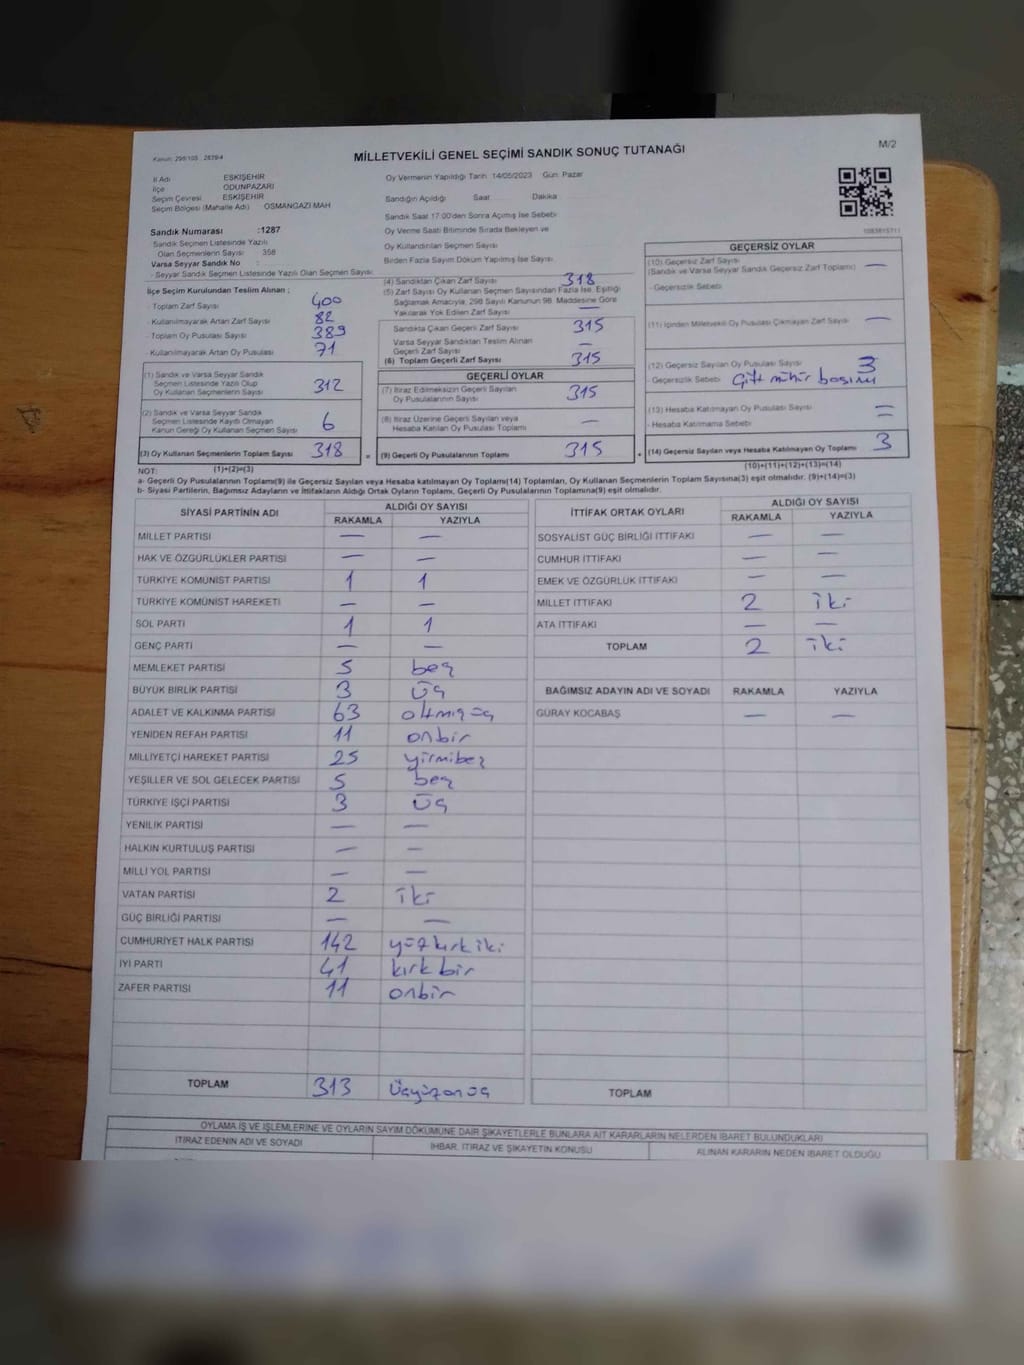 Kanun: 298/105 2839/4
MİLLETVEKİLİ GENEL SEÇİMİ SANDIK SONUÇ TUTANAĞI
M/2
İl Adı ESKİŞEHİR
İlçe ODUNPAZARI
Seçim Çevresi ESKİŞEHİR
Seçim Bölgesi (Mahalle Adı) OSMANGAZİ MAH.
Oy Vermenin Yapıldığı Tarih 14/05/2023 Gün Pazar
Sandığın Açıldığı Saat Dakika
Sandık Saat 17:00'den Sonra Açılmış İse Sebebi
Oy Verme Saati Bitiminde Sırada Bekleyen ve
Oy Kullandırılan Seçmen Sayısı
Birden Fazla Sayım Döküm Yapılmış İse Sayısı
Sandık Numarası :1287
Sandık Seçmen Listesinde Yazılı
Olan Seçmenlerin Sayısı 358
Varsa Seyyar Sandık No :
- Seyyar Sandık Seçmen Listesinde Yazılı Olan Seçmen Sayısı:
İlçe Seçim Kurulundan Teslim Alınan ;
- Toplam Zarf Sayısı 400
- Kullanılmayarak Artan Zarf Sayısı 82
- Toplam Oy Pusulası Sayısı 389
- Kullanılmayarak Artan Oy Pusulası 71
(1) Sandık ve Varsa Seyyar Sandık
Seçmen Listesinde Yazılı Olup
Oy Kullanan Seçmenlerin Sayısı 312
(2) Sandık ve Varsa Seyyar Sandık
Seçmen Listesinde Kayıtlı Olmayan
Kanun Gereği Oy Kullanan Seçmen Sayısı 6
(3) Oy Kullanan Seçmenlerin Toplam Sayısı 318 =
(4) Sandıktan Çıkan Zarf Sayısı 318
(5) Zarf Sayısı Oy Kullanan Seçmen Sayısından Fazla İse, Eşitliği
Sağlamak Amacıyla, 298 Sayılı Kanunun 98. Maddesine Göre
Yakılarak Yok Edilen Zarf Sayısı —
Sandıkta Çıkan Geçerli Zarf Sayısı 315
Varsa Seyyar Sandıktan Teslim Alınan
Geçerli Zarf Sayısı —
(6) Toplam Geçerli Zarf Sayısı 315
GEÇERLİ OYLAR
(7) İtiraz Edilmeksizin Geçerli Sayılan
Oy Pusulalarının Sayısı 315
(8) İtiraz Üzerine Geçerli Sayılan veya
Hesaba Katılan Oy Pusulası Toplamı —
(9) Geçerli Oy Pusulalarının Toplamı 315 +
1083815711
GEÇERSİZ OYLAR
(10) Geçersiz Zarf Sayısı —
(Sandık ve Varsa Seyyar Sandık Geçersiz Zarf Toplamı)
- Geçersizlik Sebebi
(11) İçinden Milletvekili Oy Pusulası Çıkmayan Zarf Sayısı —
(12) Geçersiz Sayılan Oy Pusulası Sayısı 3
- Geçersizlik Sebebi Çift mühür basımı
(13) Hesaba Katılmayan Oy Pusulası Sayısı —
- Hesaba Katılmama Sebebi —
(14) Geçersiz Sayılan veya Hesaba Katılmayan Oy Toplamı 3
NOT: (1)+(2)=(3)
(10)+(11)+(12)+(13)=(14)
a- Geçerli Oy Pusulalarının Toplamı(9) ile Geçersiz Sayılan veya Hesaba katılmayan Oy Toplamı(14) Toplamları, Oy Kullanan Seçmenlerin Toplam Sayısına(3) eşit olmalıdır. (9)+(14)=(3)
b- Siyasi Partilerin, Bağımsız Adayların ve İttifakların Aldığı Ortak Oyların Toplamı, Geçerli Oy Pusulalarının Toplamına(9) eşit olmalıdır.
SİYASİ PARTİNİN ADI ALDIĞI OY SAYISI
RAKAMLA YAZIYLA
MİLLET PARTİSİ — —
HAK VE ÖZGÜRLÜKLER PARTİSİ — —
TÜRKİYE KOMÜNİST PARTİSİ 1 1
TÜRKİYE KOMÜNİST HAREKETİ — —
SOL PARTİ 1 1
GENÇ PARTİ — —
MEMLEKET PARTİSİ 5 beş
BÜYÜK BİRLİK PARTİSİ 3 üç
ADALET VE KALKINMA PARTİSİ 63 altmışüç
YENİDEN REFAH PARTİSİ 11 onbir
MİLLİYETÇİ HAREKET PARTİSİ 25 yirmibeş
YEŞİLLER VE SOL GELECEK PARTİSİ 5 beş
TÜRKİYE İŞÇİ PARTİSİ 3 üç
YENİLİK PARTİSİ — —
HALKIN KURTULUŞ PARTİSİ — —
MİLLİ YOL PARTİSİ — —
VATAN PARTİSİ 2 iki
GÜÇ BİRLİĞİ PARTİSİ — —
CUMHURİYET HALK PARTİSİ 142 yüzkırkiki
İYİ PARTİ 41 kırkbir
ZAFER PARTİSİ 11 onbir
TOPLAM 313 üçyüzonüç
İTTİFAK ORTAK OYLARI ALDIĞI OY SAYISI
RAKAMLA YAZIYLA
SOSYALİST GÜÇ BİRLİĞİ İTTİFAKI — —
CUMHUR İTTİFAKI — —
EMEK VE ÖZGÜRLÜK İTTİFAKI — —
MİLLET İTTİFAKI 2 iki
ATA İTTİFAKI — —
TOPLAM 2 iki
BAĞIMSIZ ADAYIN ADI VE SOYADI RAKAMLA YAZIYLA
GÜRAY KOCABAŞ — —
TOPLAM
OYLAMA İŞ VE İŞLEMLERİNE VE OYLARIN SAYIM DÖKÜMÜNE DAİR ŞİKAYETLERLE BUNLARA AİT KARARLARIN NELERDEN İBARET BULUNDUKLARI
İTİRAZ EDENİN ADI VE SOYADI İHBAR, İTİRAZ VE ŞİKAYETİN KONUSU ALINAN KARARIN NEDEN İBARET OLDUĞU